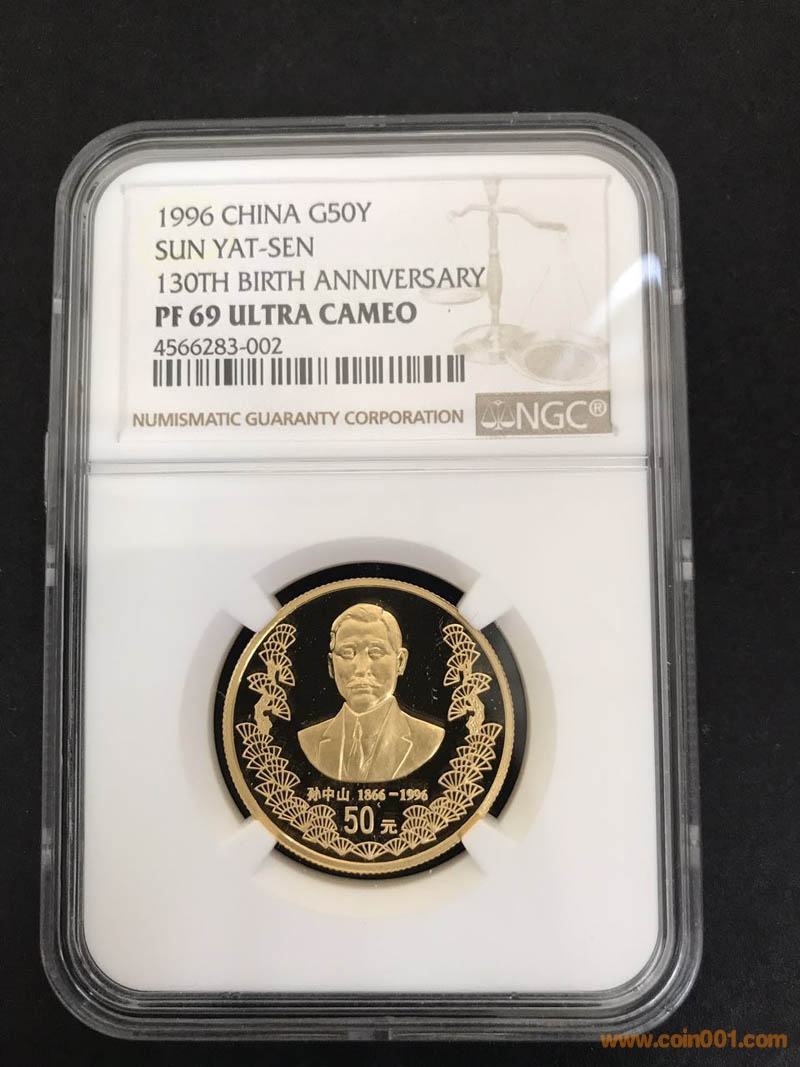 1996 CHINA G50Y
SUN YAT-SEN
130TH BIRTH ANNIVERSARY
PF 69 ULTRA CAMEO
4566283-002
NUMISMATIC GUARANTY CORPORATION NGC®
孙中山 1866-1996
50元
www.coin001.com